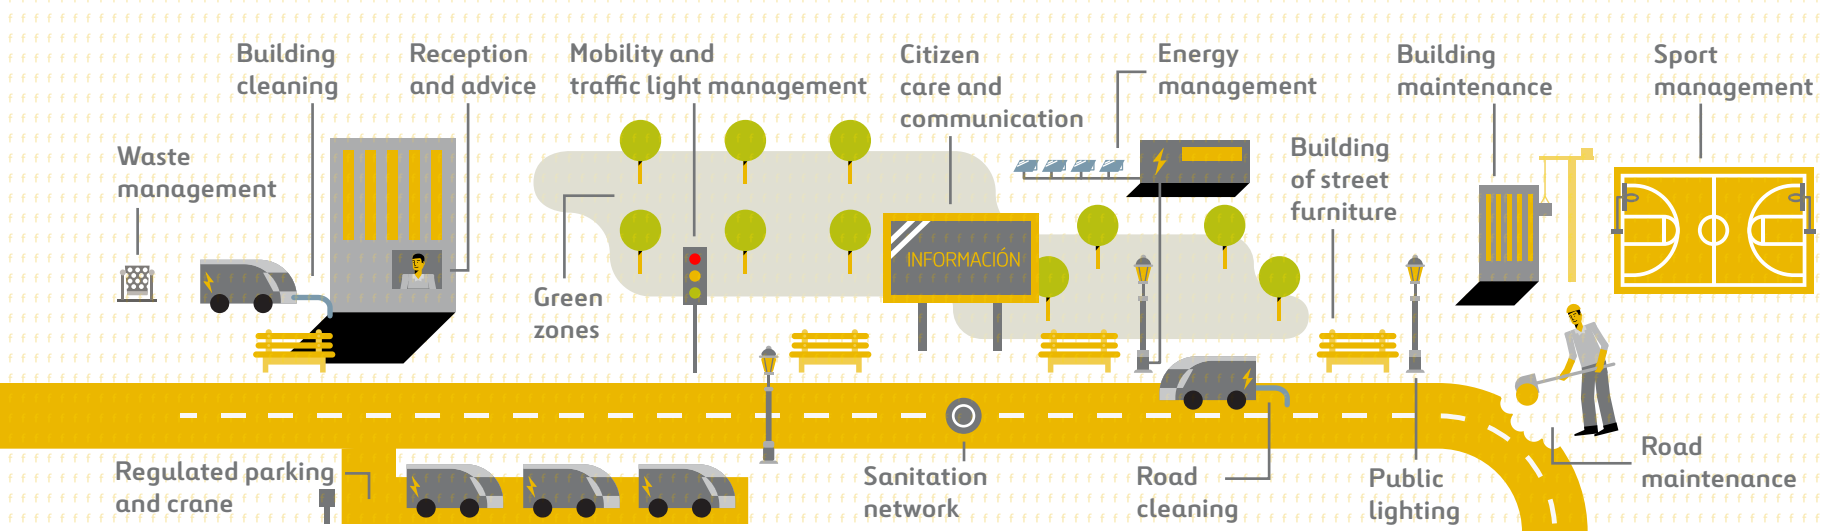 Building
cleaning
Reception
and advice
Mobility and
traffic light management
Citizen
care and
communication
Energy
management
Building
maintenance
Sport
management
Waste
management
Building
of street
furniture
INFORMACIÓN
Green
zones
Regulated parking
and crane
Sanitation
network
Road
cleaning
Public
lighting
Road
maintenance